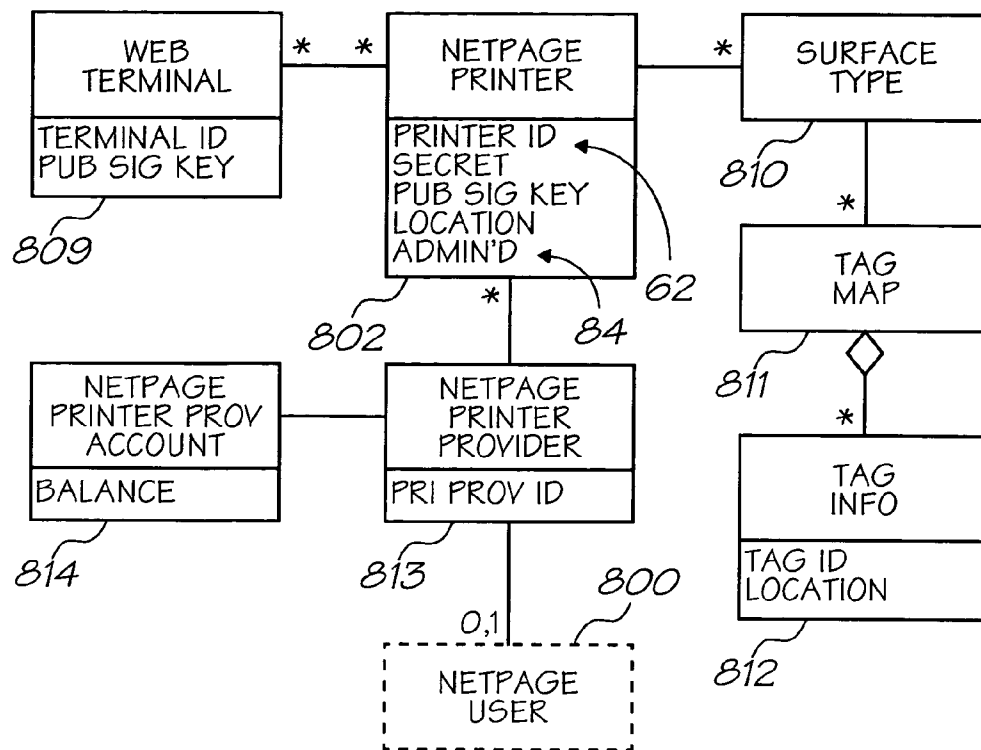 WEB
TERMINAL
TERMINAL ID
PUB SIG KEY
809
* *
NETPAGE
PRINTER
PRINTER ID
SECRET
PUB SIG KEY
LOCATION
ADMIN'D
802
62
84
*
SURFACE
TYPE
810
*
*
TAG
MAP
811
*
TAG
INFO
TAG ID
LOCATION
812
NETPAGE
PRINTER PROV
ACCOUNT
BALANCE
814
NETPAGE
PRINTER
PROVIDER
PRI PROV ID
813
0,1
800
NETPAGE
USER